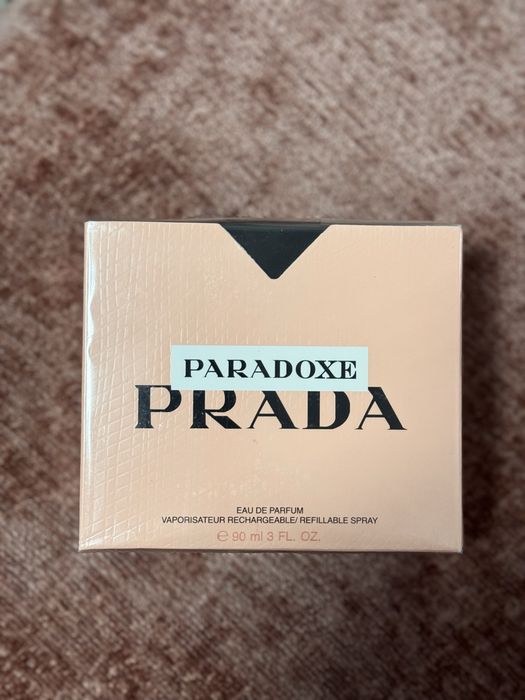 PARADOXE
PRADA
EAU DE PARFUM
VAPORISATEUR RECHARGEABLE/ REFILLABLE SPRAY
℮ 90 ml 3 FL. OZ.